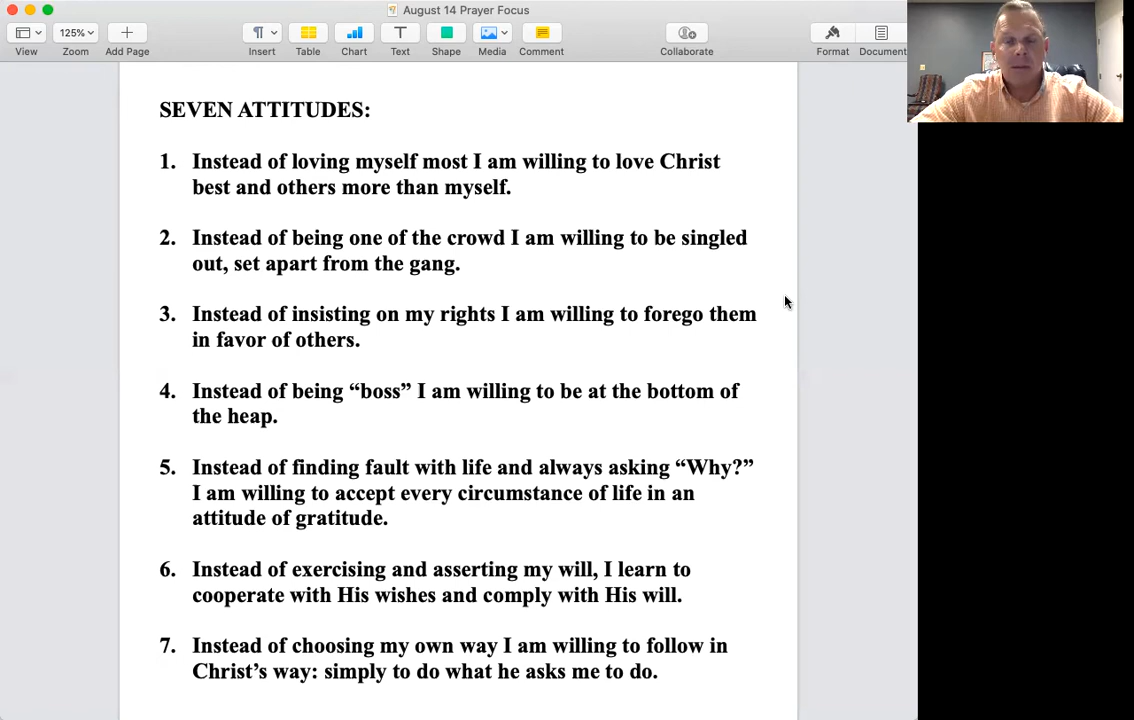 August 14 Prayer Focus
125%
View Zoom Add Page Insert Table Chart Text Shape Media Comment Collaborate Format Document
SEVEN ATTITUDES:
1. Instead of loving myself most I am willing to love Christ
best and others more than myself.
2. Instead of being one of the crowd I am willing to be singled
out, set apart from the gang.
3. Instead of insisting on my rights I am willing to forego them
in favor of others.
4. Instead of being “boss” I am willing to be at the bottom of
the heap.
5. Instead of finding fault with life and always asking “Why?”
I am willing to accept every circumstance of life in an
attitude of gratitude.
6. Instead of exercising and asserting my will, I learn to
cooperate with His wishes and comply with His will.
7. Instead of choosing my own way I am willing to follow in
Christ’s way: simply to do what he asks me to do.